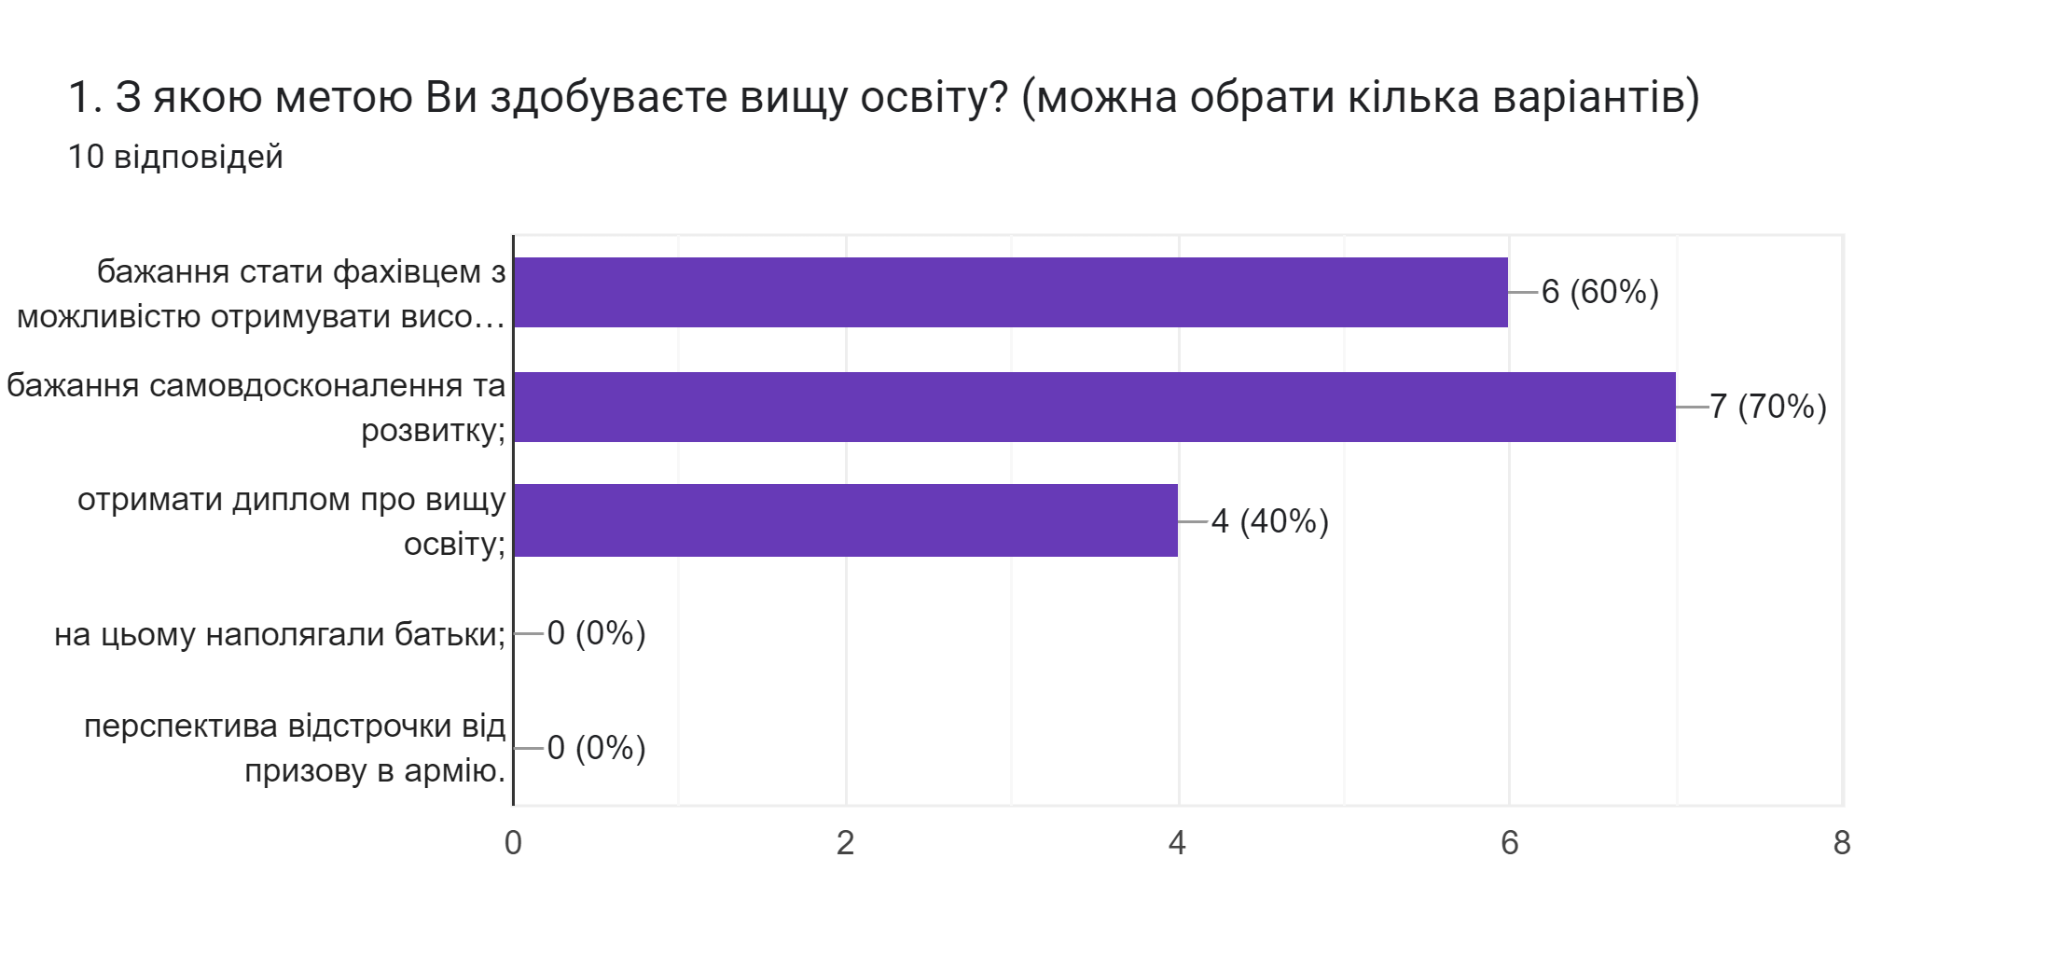 1. З якою метою Ви здобуваєте вищу освіту? (можна обрати кілька варіантів)
10 відповідей
бажання стати фахівцем з
можливістю отримувати висо…
6 (60%)
бажання самовдосконалення та
розвитку;
7 (70%)
отримати диплом про вищу
освіту;
4 (40%)
на цьому наполягали батьки;
0 (0%)
перспектива відстрочки від
призову в армію.
0 (0%)
0 2 4 6 8